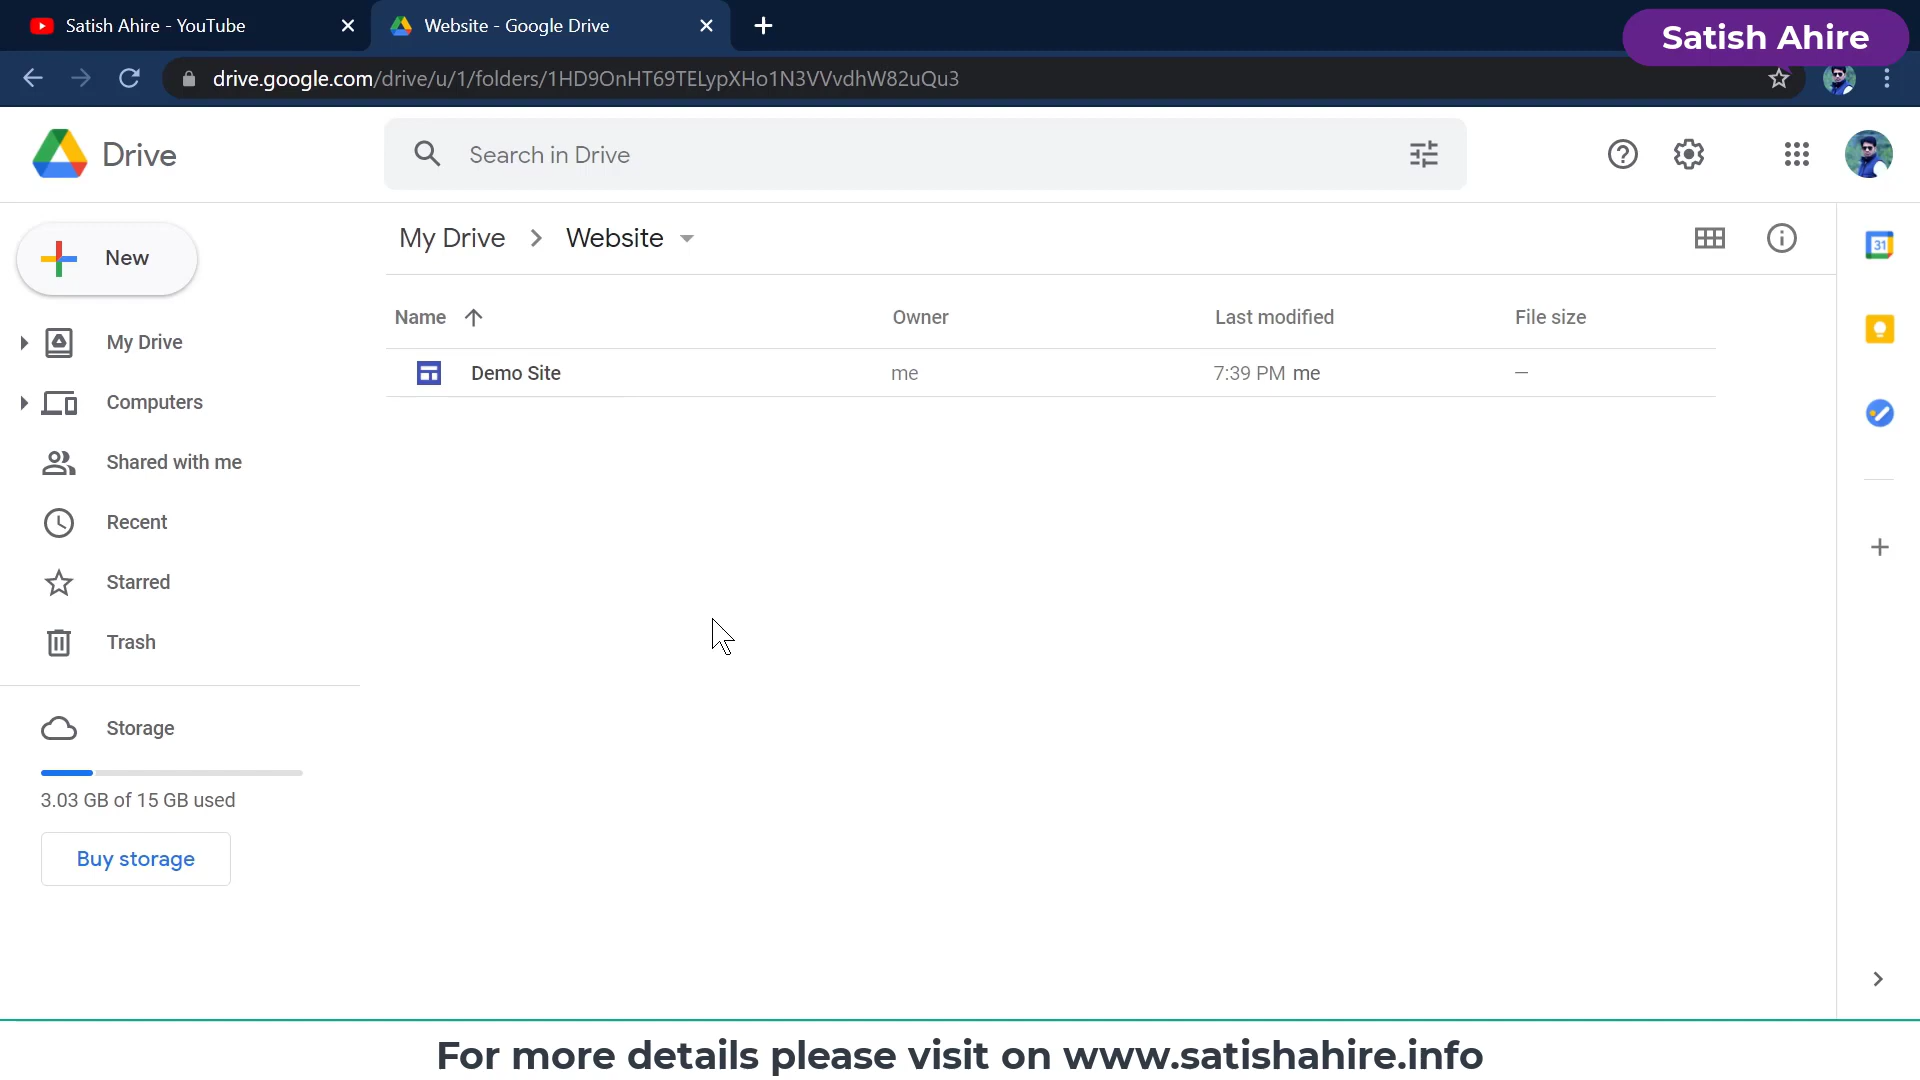 Satish Ahire - YouTube
Website - Google Drive
Satish Ahire
drive.google.com/drive/u/1/folders/1HD9OnHT69TELypXHo1N3VVvdhW82uQu3
Drive
Search in Drive
New
My Drive
Computers
Shared with me
Recent
Starred
Trash
Storage
3.03 GB of 15 GB used
Buy storage
My Drive > Website
Name Owner Last modified File size
Demo Site me 7:39 PM me —
31
For more details please visit on www.satishahire.info